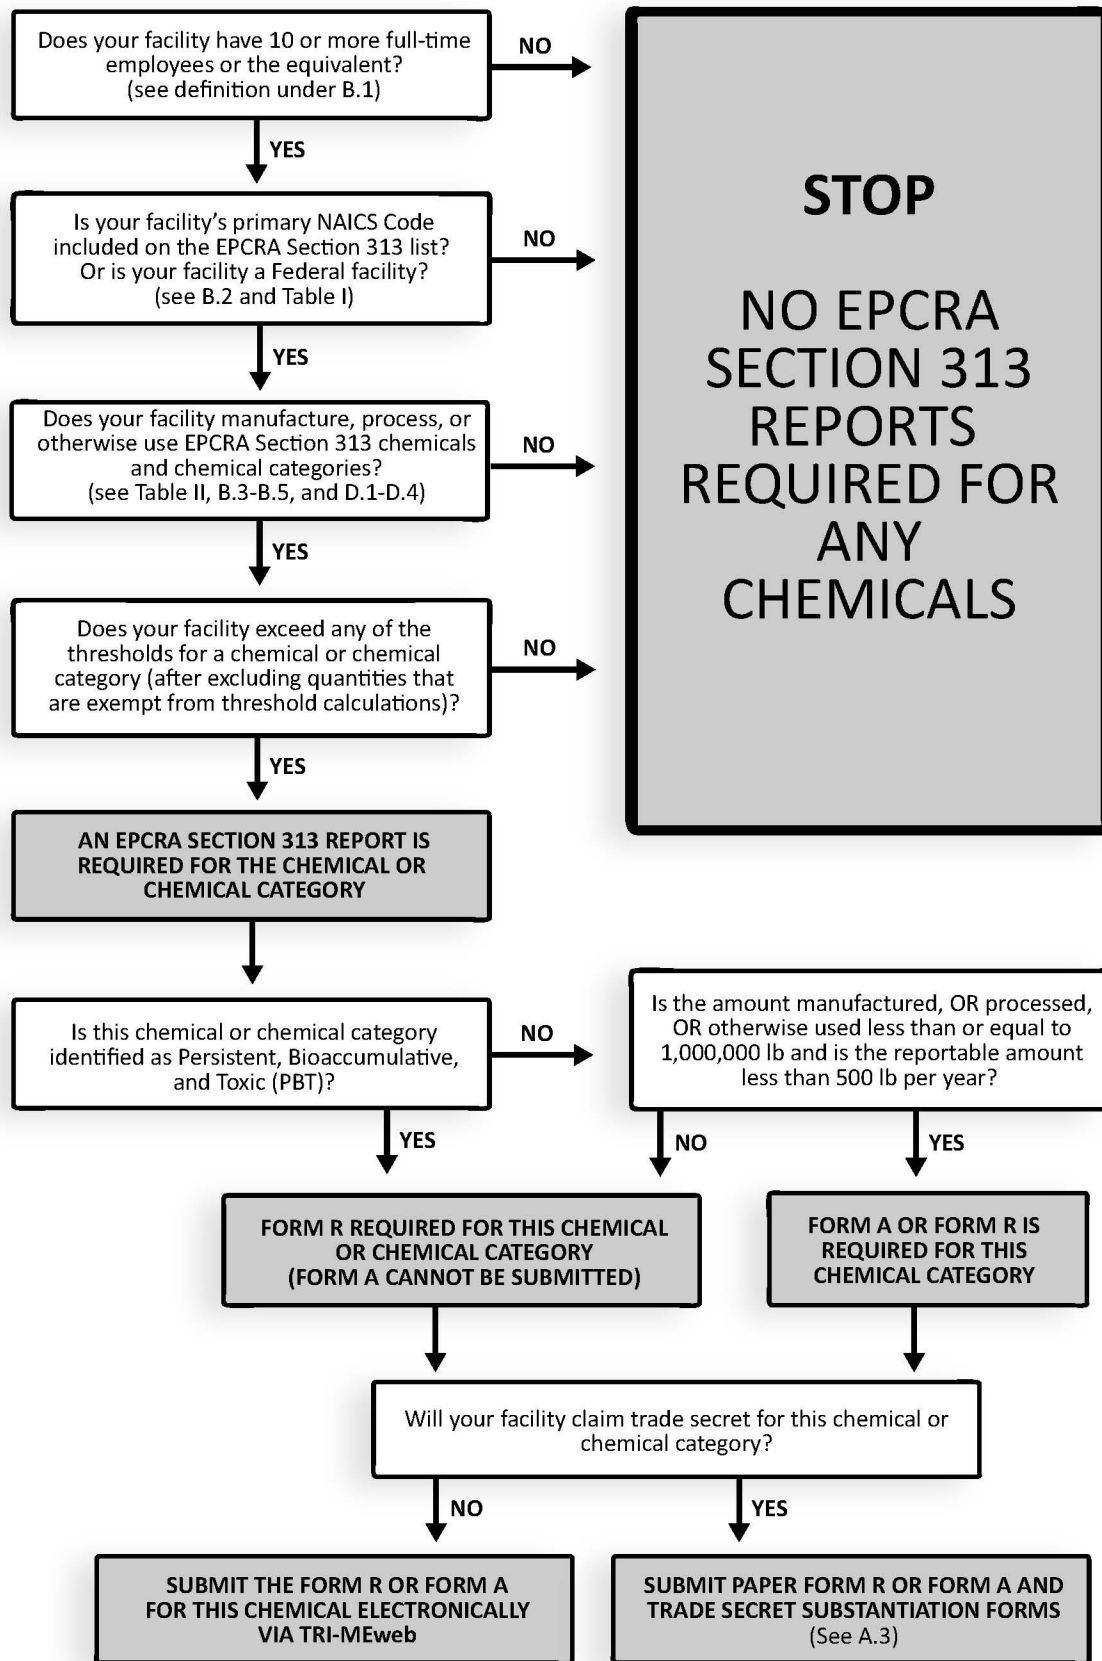 Does your facility have 10 or more full-time
employees or the equivalent?
(see definition under B.1)
NO
YES
STOP
NO EPCRA
SECTION 313
REPORTS
REQUIRED FOR
ANY
CHEMICALS
Is your facility’s primary NAICS Code
included on the EPCRA Section 313 list?
Or is your facility a Federal facility?
(see B.2 and Table I)
NO
YES
Does your facility manufacture, process, or
otherwise use EPCRA Section 313 chemicals
and chemical categories?
(see Table II, B.3-B.5, and D.1-D.4)
NO
YES
Does your facility exceed any of the
thresholds for a chemical or chemical
category (after excluding quantities that
are exempt from threshold calculations)?
NO
YES
AN EPCRA SECTION 313 REPORT IS
REQUIRED FOR THE CHEMICAL OR
CHEMICAL CATEGORY
Is this chemical or chemical category
identified as Persistent, Bioaccumulative,
and Toxic (PBT)?
NO
YES
Is the amount manufactured, OR processed,
OR otherwise used less than or equal to
1,000,000 lb and is the reportable amount
less than 500 lb per year?
NO
YES
FORM R REQUIRED FOR THIS CHEMICAL
OR CHEMICAL CATEGORY
(FORM A CANNOT BE SUBMITTED)
FORM A OR FORM R IS
REQUIRED FOR THIS
CHEMICAL CATEGORY
Will your facility claim trade secret for this chemical or
chemical category?
NO
YES
SUBMIT THE FORM R OR FORM A
FOR THIS CHEMICAL ELECTRONICALLY
VIA TRI-MEweb
SUBMIT PAPER FORM R OR FORM A AND
TRADE SECRET SUBSTANTIATION FORMS
(See A.3)